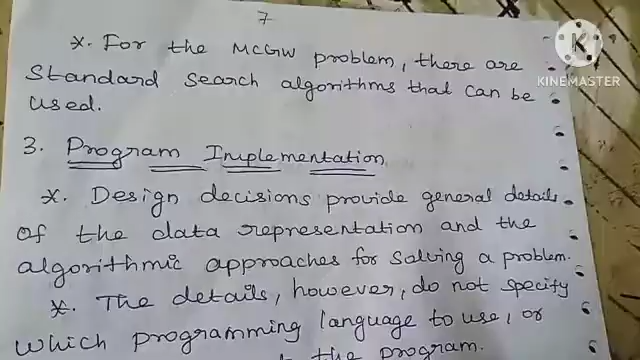 7
*. For the MCGW problem, there are
Standard Search algorithms that can be
used.
K
KINEMASTER
3. Program Implementation
*. Design decisions provide general details
of the data representation and the
algorithmic approaches for solving a problem.
*. The details, however, do not specify
which programming language to use, or
the program.